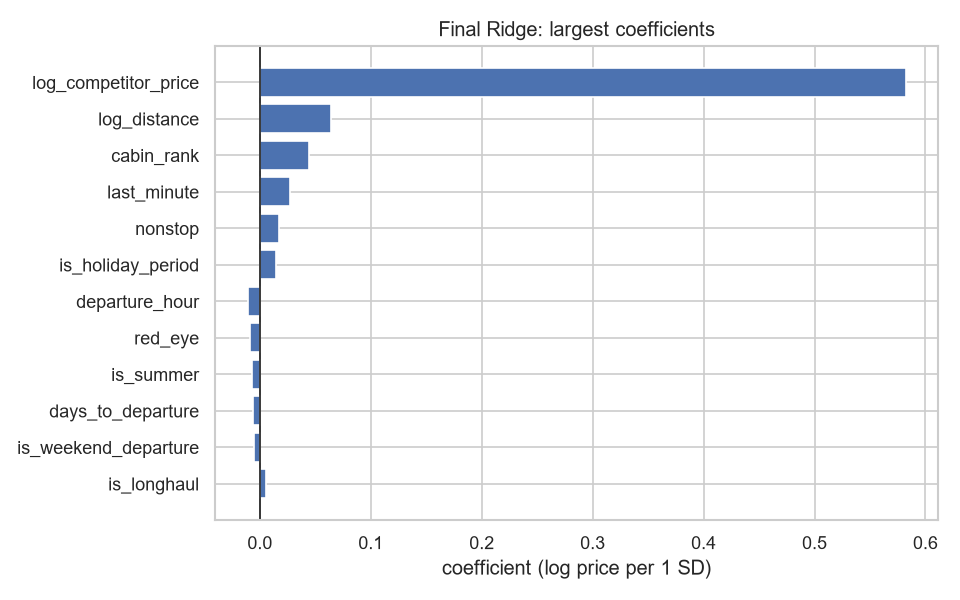 Final Ridge: largest coefficients
log_competitor_price
log_distance
cabin_rank
last_minute
nonstop
is_holiday_period
departure_hour
red_eye
is_summer
days_to_departure
is_weekend_departure
is_longhaul
0.0 0.1 0.2 0.3 0.4 0.5 0.6
coefficient (log price per 1 SD)